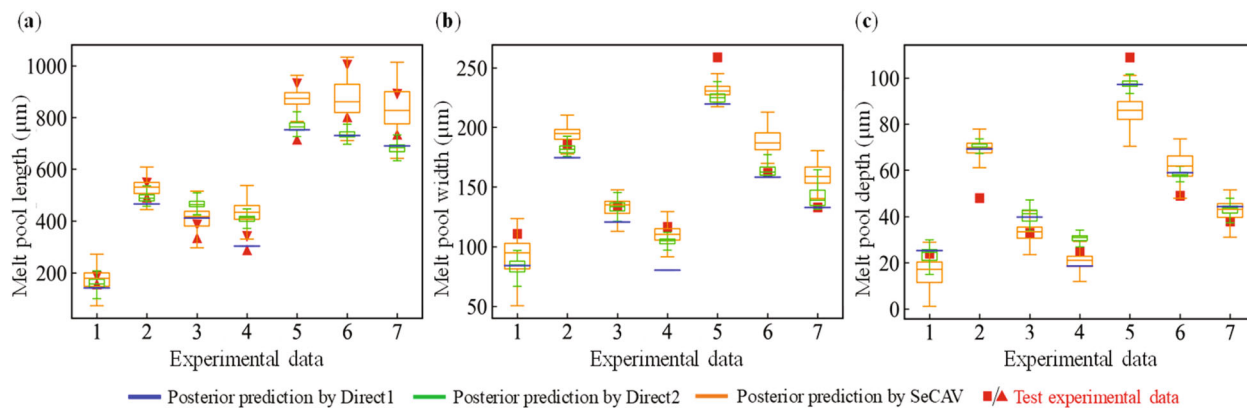 (a) (b) (c)
Melt pool length (μm)
1000
800
600
400
200
1 2 3 4 5 6 7
Experimental data
Melt pool width (μm)
250
200
150
100
50
1 2 3 4 5 6 7
Experimental data
Melt pool depth (μm)
100
80
60
40
20
0
1 2 3 4 5 6 7
Experimental data
Posterior prediction by Direct1 Posterior prediction by Direct2 Posterior prediction by SeCAV / Test experimental data